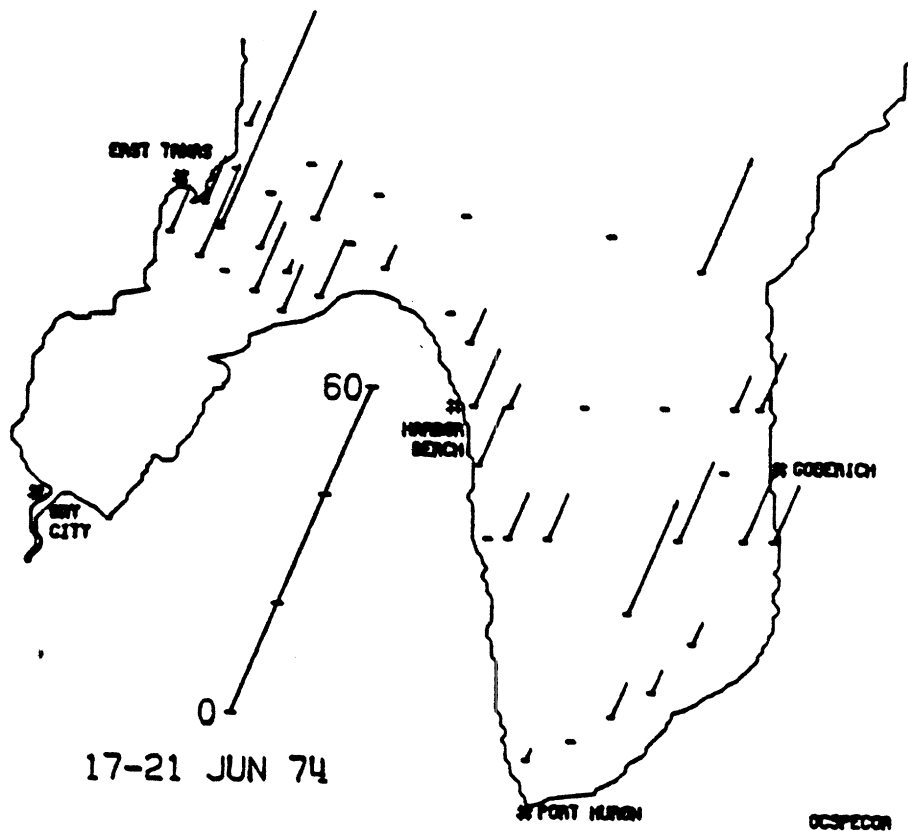 EAST TAWAS
60
HARBOR
BEACH
GODERICH
BAY
CITY
0
17-21 JUN 74
PORT HURON
OCSPECOR